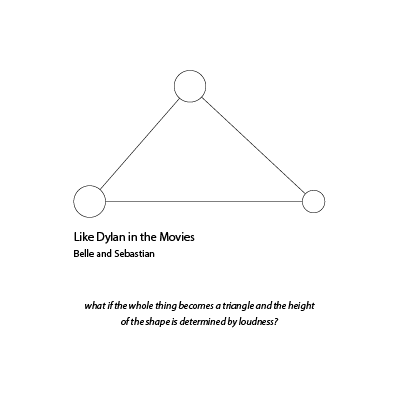 Like Dylan in the Movies
Belle and Sebastian
what if the whole thing becomes a triangle and the height
of the shape is determined by loudness?